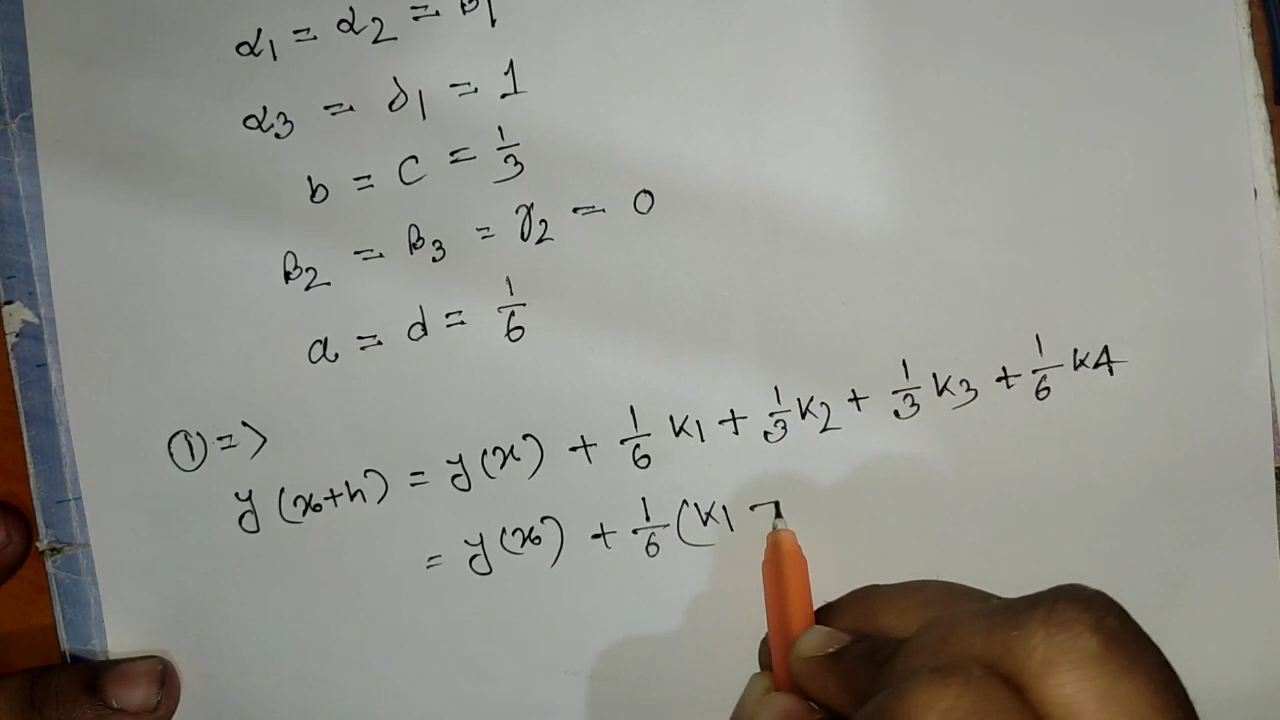 α1 = α2 = β1
α3 = δ1 = 1
b = c = 1/3
β2 = β3 = γ2 = 0
a = d = 1/6
① =>
y(x+h) = y(x) + 1/6 K1 + 1/3 K2 + 1/3 K3 + 1/6 K4
= y(x) + 1/6 (K1